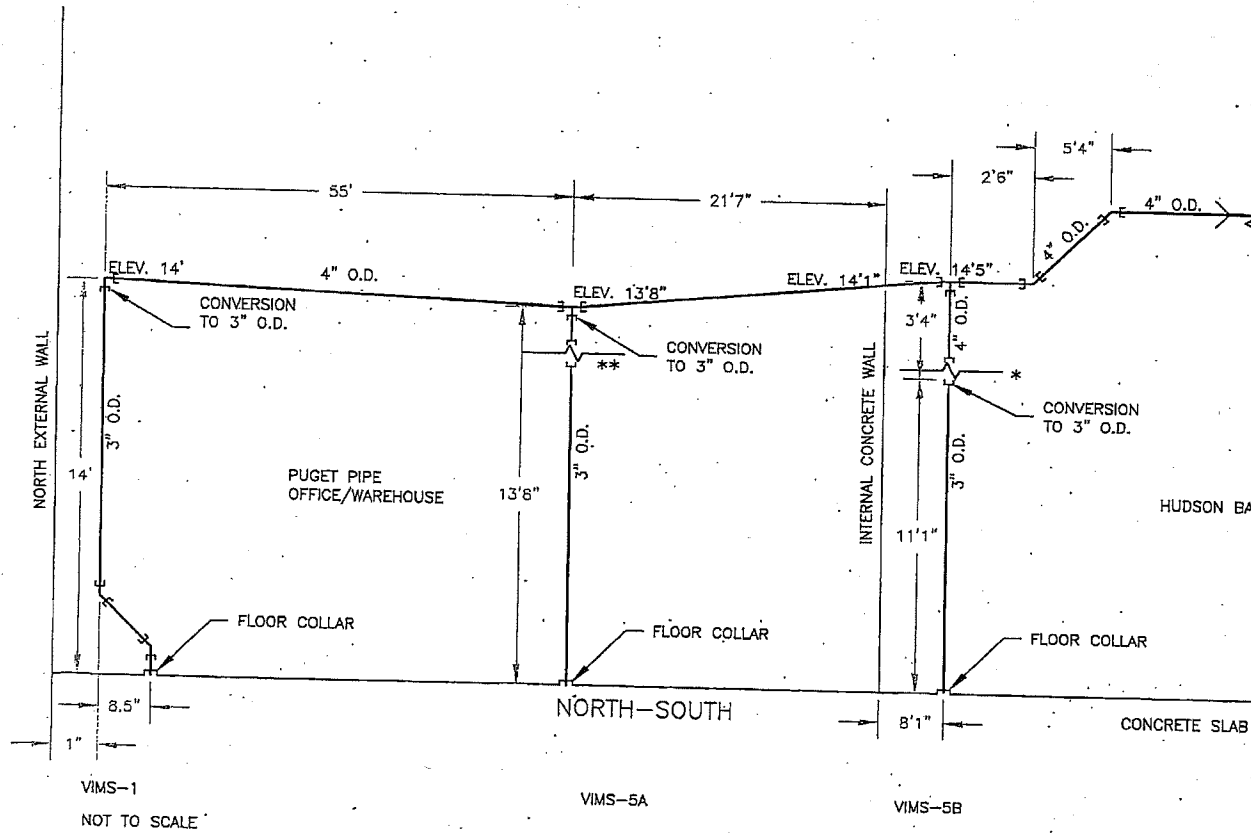 5'4"
2'6"
55'
21'7"
4" O.D.
4" O.D.
ELEV. 14'
4" O.D.
ELEV. 13'8"
ELEV. 14'1"
ELEV. 14'5"
CONVERSION
TO 3" O.D.
3'4"
4" O.D.
CONVERSION
TO 3" O.D.
**
*
CONVERSION
TO 3" O.D.
NORTH EXTERNAL WALL
3" O.D.
14'
PUGET PIPE
OFFICE/WAREHOUSE
13'8"
3" O.D.
INTERNAL CONCRETE WALL
11'1"
3" O.D.
HUDSON BA
FLOOR COLLAR
FLOOR COLLAR
FLOOR COLLAR
8.5"
1"
NORTH-SOUTH
8'1"
CONCRETE SLAB
VIMS-1
VIMS-5A
VIMS-5B
NOT TO SCALE